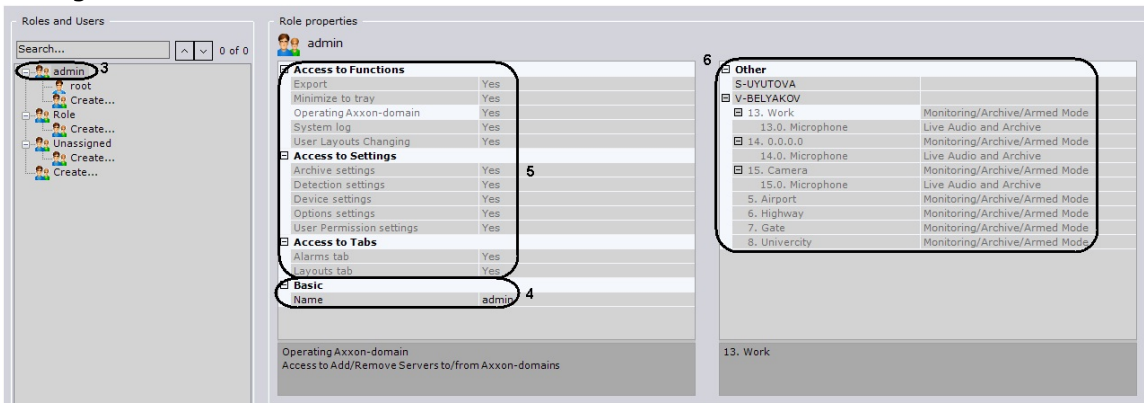 Roles and Users
Search...
0 of 0
admin 3
root
Create...
Role
Create...
Unassigned
Create...
Create...
Role properties
admin
Access to Functions
Export Yes
Minimize to tray Yes
Operating Axxon-domain Yes
System log Yes
User Layouts Changing Yes
Access to Settings
Archive settings Yes 5
Detection settings Yes
Device settings Yes
Options settings Yes
User Permission settings Yes
Access to Tabs
Alarms tab Yes
Layouts tab Yes
Basic
Name admin 4
Operating Axxon-domain
Access to Add/Remove Servers to/from Axxon-domains
6
Other
S-UYUTOVA
V-BELYAKOV
13. Work Monitoring/Archive/Armed Mode
13.0. Microphone Live Audio and Archive
14. 0.0.0.0 Monitoring/Archive/Armed Mode
14.0. Microphone Live Audio and Archive
15. Camera Monitoring/Archive/Armed Mode
15.0. Microphone Live Audio and Archive
5. Airport Monitoring/Archive/Armed Mode
6. Highway Monitoring/Archive/Armed Mode
7. Gate Monitoring/Archive/Armed Mode
8. Univercity Monitoring/Archive/Armed Mode
13. Work